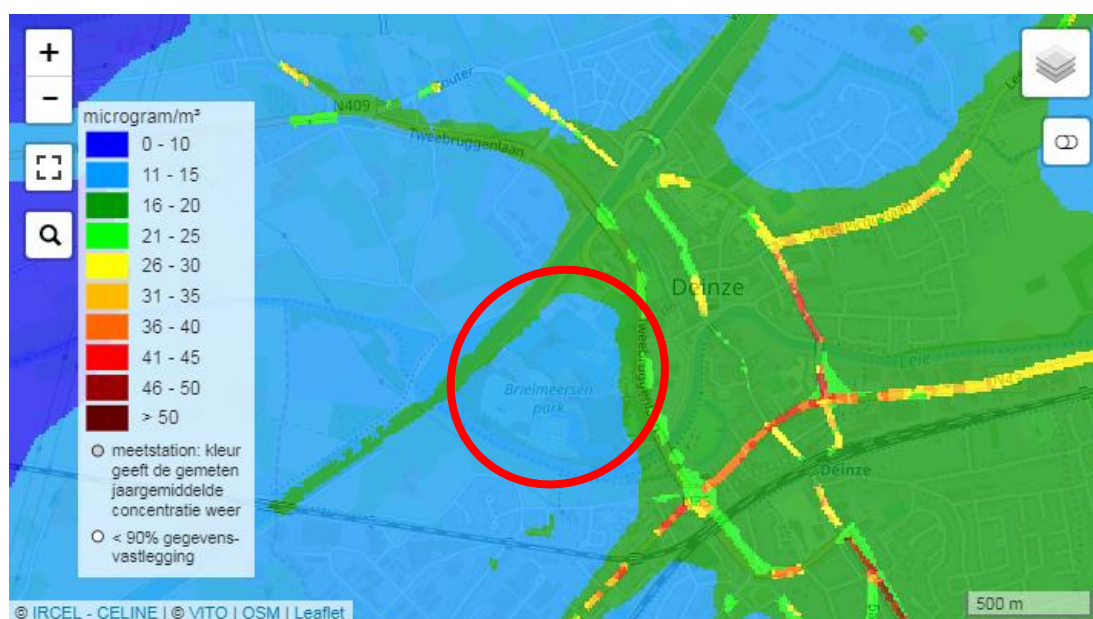 +
−
microgram/m³
0 - 10
11 - 15
16 - 20
21 - 25
26 - 30
31 - 35
36 - 40
41 - 45
46 - 50
> 50
meetstation: kleur
geeft de gemeten
jaargemiddelde
concentratie weer
< 90% gegevens-
vastlegging
N409
Tweebruggenlaan
Deinze
Brielmeersen
park
Leie
Deinze
500 m
© IRCEL - CELINE | © VITO | OSM | Leaflet